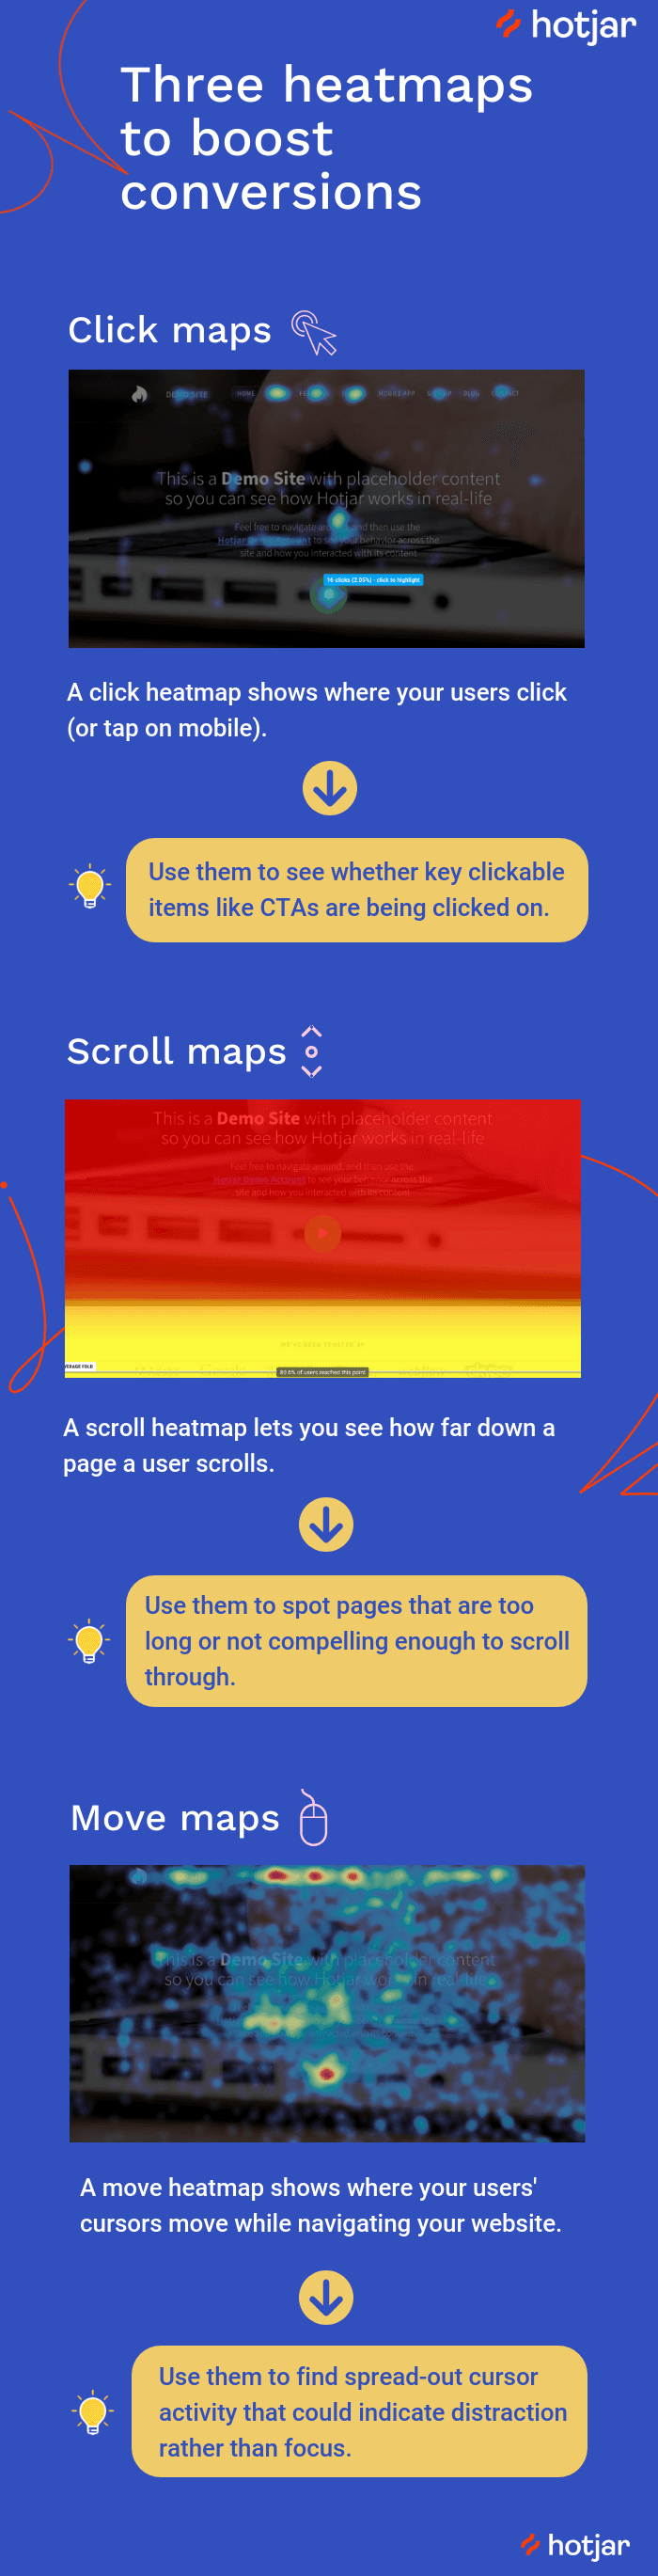 hotjar
Three heatmaps
to boost
conversions
Click maps
DEMO SITE HOME MOBILE APP BLOG CONTACT
This is a Demo Site with placeholder content
so you can see how Hotjar works in real-life
Feel free to navigate around, and then use the
Hotjar Demo Account to see your behavior across the
site and how you interacted with its content
16 clicks (2.05%) - click to highlight
A click heatmap shows where your users click
(or tap on mobile).
Use them to see whether key clickable
items like CTAs are being clicked on.
Scroll maps
This is a Demo Site with placeholder content
so you can see how Hotjar works in real-life
Feel free to navigate around, and then use the
Hotjar Demo Account to see your behavior across the
site and how you interacted with its content
WE'VE BEEN TRUSTED BY
Google webflow
VERAGE FOLD
80.6% of users reached this point
A scroll heatmap lets you see how far down a
page a user scrolls.
Use them to spot pages that are too
long or not compelling enough to scroll
through.
Move maps
This is a Demo Site with placeholder content
so you can see how Hotjar works in real-life
A move heatmap shows where your users'
cursors move while navigating your website.
Use them to find spread-out cursor
activity that could indicate distraction
rather than focus.
hotjar